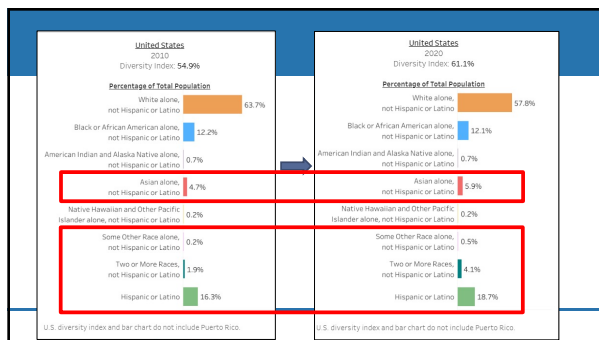 United States
2010
Diversity Index: 54.9%
Percentage of Total Population
White alone,
not Hispanic or Latino
63.7%
Black or African American alone,
not Hispanic or Latino
12.2%
American Indian and Alaska Native alone,
not Hispanic or Latino
0.7%
Asian alone,
not Hispanic or Latino
4.7%
Native Hawaiian and Other Pacific
Islander alone, not Hispanic or Latino
0.2%
Some Other Race alone,
not Hispanic or Latino
0.2%
Two or More Races,
not Hispanic or Latino
1.9%
Hispanic or Latino
16.3%
U.S. diversity index and bar chart do not include Puerto Rico.
United States
2020
Diversity Index: 61.1%
Percentage of Total Population
White alone,
not Hispanic or Latino
57.8%
Black or African American alone,
not Hispanic or Latino
12.1%
American Indian and Alaska Native alone,
not Hispanic or Latino
0.7%
Asian alone,
not Hispanic or Latino
5.9%
Native Hawaiian and Other Pacific
Islander alone, not Hispanic or Latino
0.2%
Some Other Race alone,
not Hispanic or Latino
0.5%
Two or More Races,
not Hispanic or Latino
4.1%
Hispanic or Latino
18.7%
U.S. diversity index and bar chart do not include Puerto Rico.